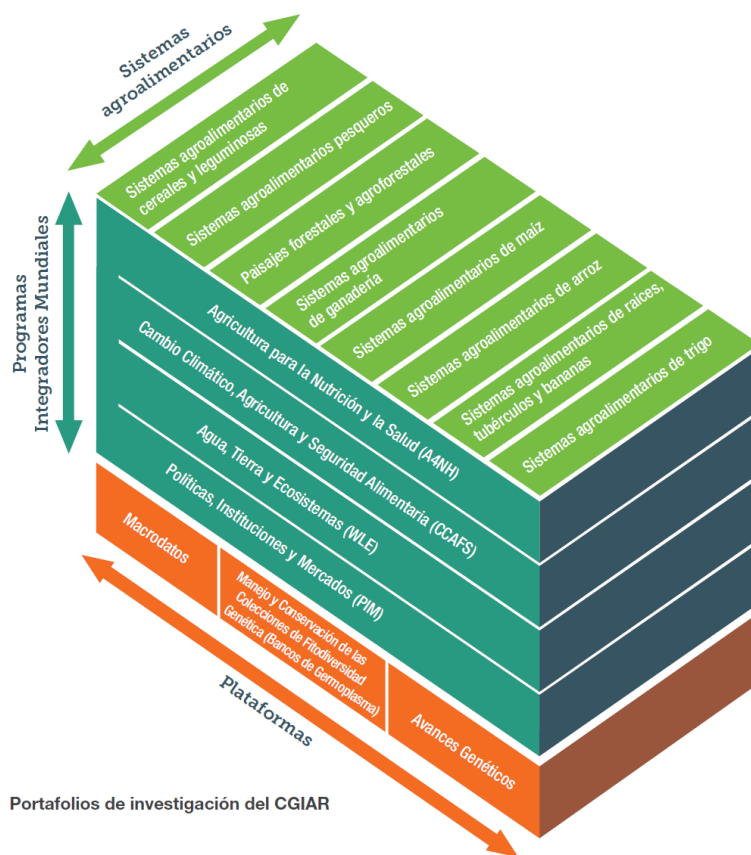 Sistemas
agroalimentarios
Sistemas agroalimentarios de
cereales y leguminosas
Sistemas agroalimentarios pesqueros
Paisajes forestales y agroforestales
Sistemas agroalimentarios
de ganadería
Sistemas agroalimentarios de maíz
Sistemas agroalimentarios de arroz
Sistemas agroalimentarios de raíces,
tubérculos y bananas
Sistemas agroalimentarios de trigo
Programas
Integradores Mundiales
Agricultura para la Nutrición y la Salud (A4NH)
Cambio Climático, Agricultura y Seguridad Alimentaria (CCAFS)
Agua, Tierra y Ecosistemas (WLE)
Políticas, Instituciones y Mercados (PIM)
Macrodatos
Manejo y Conservación de las
Colecciones de Fitodiversidad
Genética (Bancos de Germoplasma)
Avances Genéticos
Plataformas
Portafolios de investigación del CGIAR